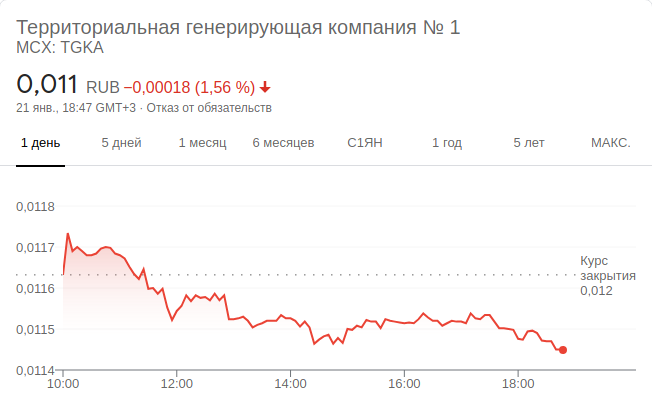 Территориальная генерирующая компания № 1
MCX: TGKA
0,011 RUB −0,00018 (1,56 %)
21 янв., 18:47 GMT+3 · Отказ от обязательств
1 день 5 дней 1 месяц 6 месяцев С1ЯН 1 год 5 лет МАКС.
0,0118
0,0117
Курс
закрытия
0,012
0,0116
0,0115
0,0114
10:00 12:00 14:00 16:00 18:00